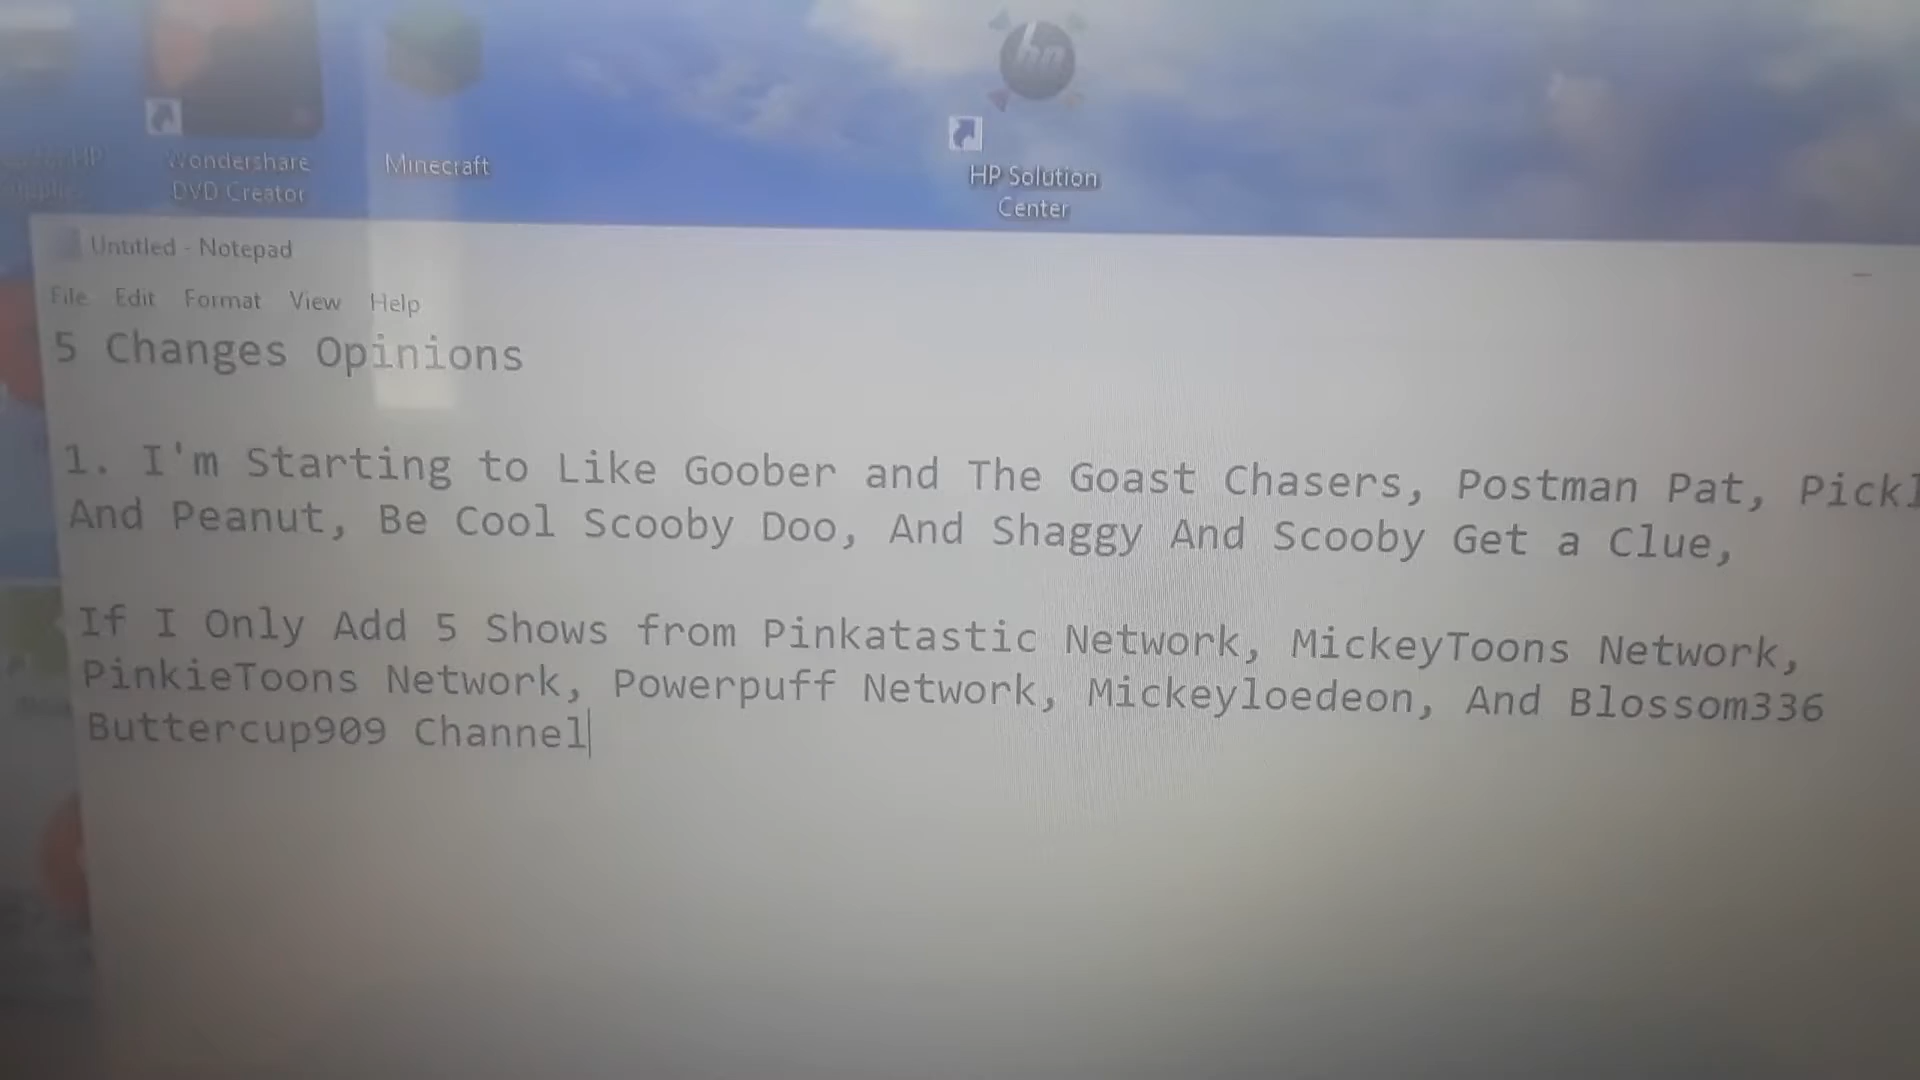 Wondershare
DVD Creator
Minecraft
hp
HP Solution
Center
Untitled - Notepad
File Edit Format View Help
5 Changes Opinions
1. I'm Starting to Like Goober and The Goast Chasers, Postman Pat,
And Peanut, Be Cool Scooby Doo, And Shaggy And Scooby Get a Clue,
If I Only Add 5 Shows from Pinkatastic Network, MickeyToons Network,
PinkieToons Network, Powerpuff Network, Mickeyloedeon, And Blossom336
Buttercup909 Channel